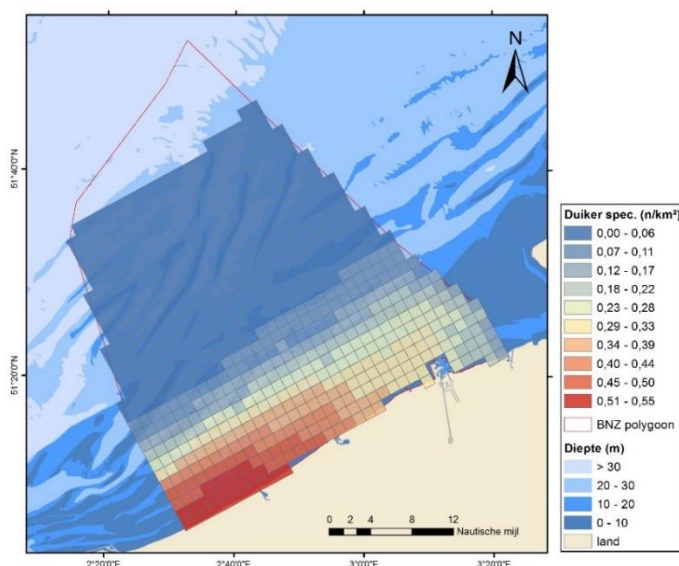 N
51°40'0"N
51°20'0"N
2°20'0"E
2°40'0"E
3°0'0"E
3°20'0"E
0 2 4 8 12
Nautische mijl
Duiker spec. (n/km²)
0,00 - 0,06
0,07 - 0,11
0,12 - 0,17
0,18 - 0,22
0,23 - 0,28
0,29 - 0,33
0,34 - 0,39
0,40 - 0,44
0,45 - 0,50
0,51 - 0,55
BNZ polygoon
Diepte (m)
> 30
20 - 30
10 - 20
0 - 10
land